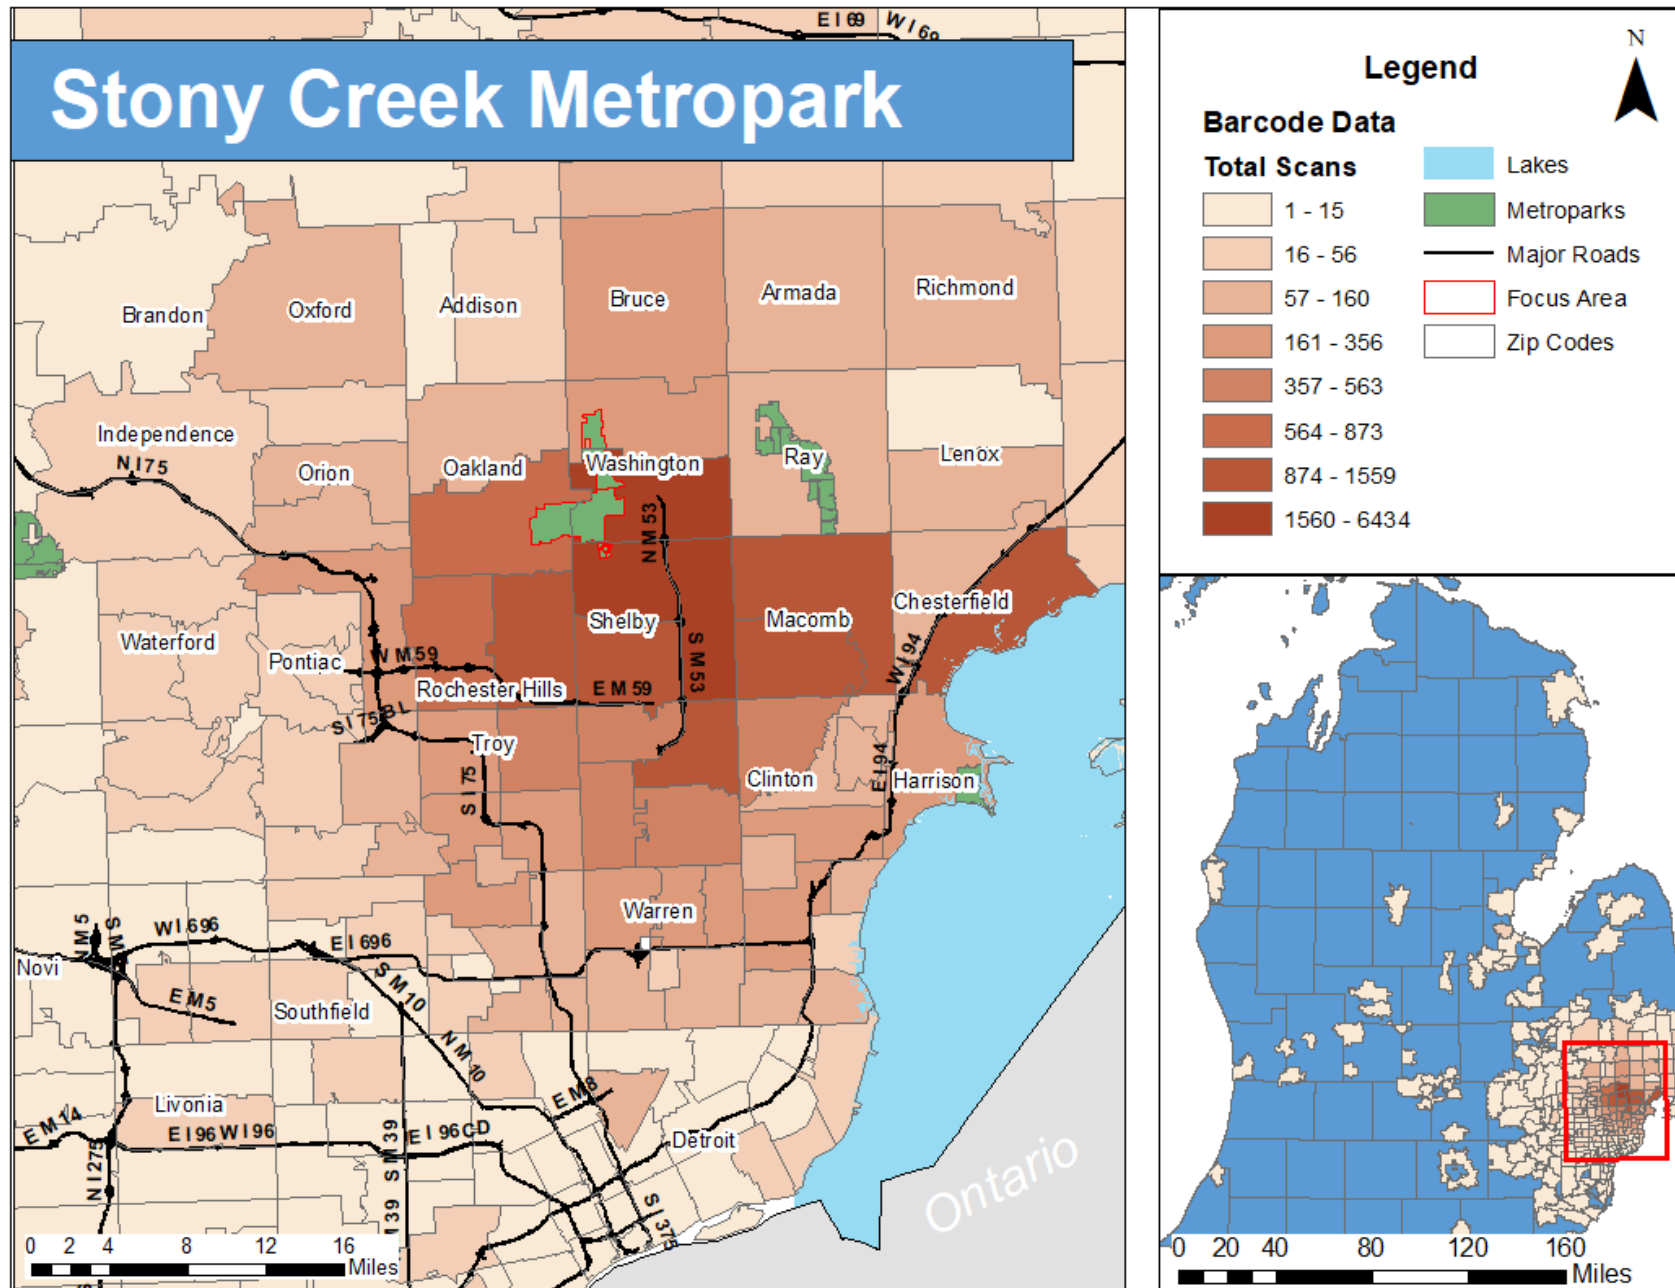 E I 69
W I 69
Stony Creek Metropark
Brandon
Oxford
Addison
Bruce
Armada
Richmond
Independence
N I 75
Orion
Oakland
Washington
Ray
Lenox
N M 53
Waterford
Pontiac
W M 59
Rochester Hills
E M 59
Shelby
S M 53
Macomb
Chesterfield
W I 94
S I 75 BL
Troy
S I 75
Clinton
E I 94
Harrison
Warren
N M 5
S M
W I 696
E I 696
Novi
E M 5
Southfield
S M 10
N M 10
E M 8
Livonia
E M 14
E I 96 W I 96
E I 96 CD
S M 39
Detroit
N I 275
S I 375
Ontario
0 2 4 8 12 16
Miles
Legend
N
Barcode Data
Total Scans
1 - 15
16 - 56
57 - 160
161 - 356
357 - 563
564 - 873
874 - 1559
1560 - 6434
Lakes
Metroparks
Major Roads
Focus Area
Zip Codes
0 20 40 80 120 160
Miles